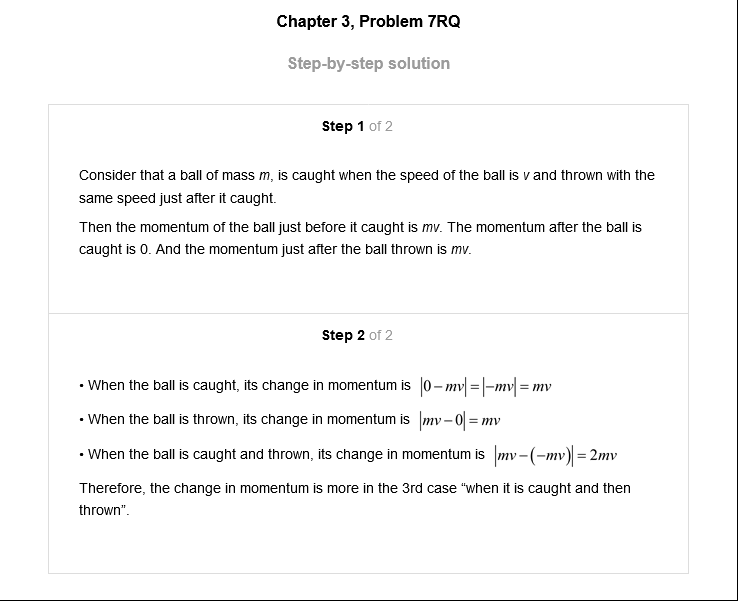 Chapter 3, Problem 7RQ
Step-by-step solution
Step 1 of 2
Consider that a ball of mass m, is caught when the speed of the ball is v and thrown with the
same speed just after it caught.
Then the momentum of the ball just before it caught is mv. The momentum after the ball is
caught is 0. And the momentum just after the ball thrown is mv.
Step 2 of 2
• When the ball is caught, its change in momentum is |0−mv|=|−mv|=mv
• When the ball is thrown, its change in momentum is |mv−0|=mv
• When the ball is caught and thrown, its change in momentum is |mv−(−mv)|=2mv
Therefore, the change in momentum is more in the 3rd case “when it is caught and then
thrown”.